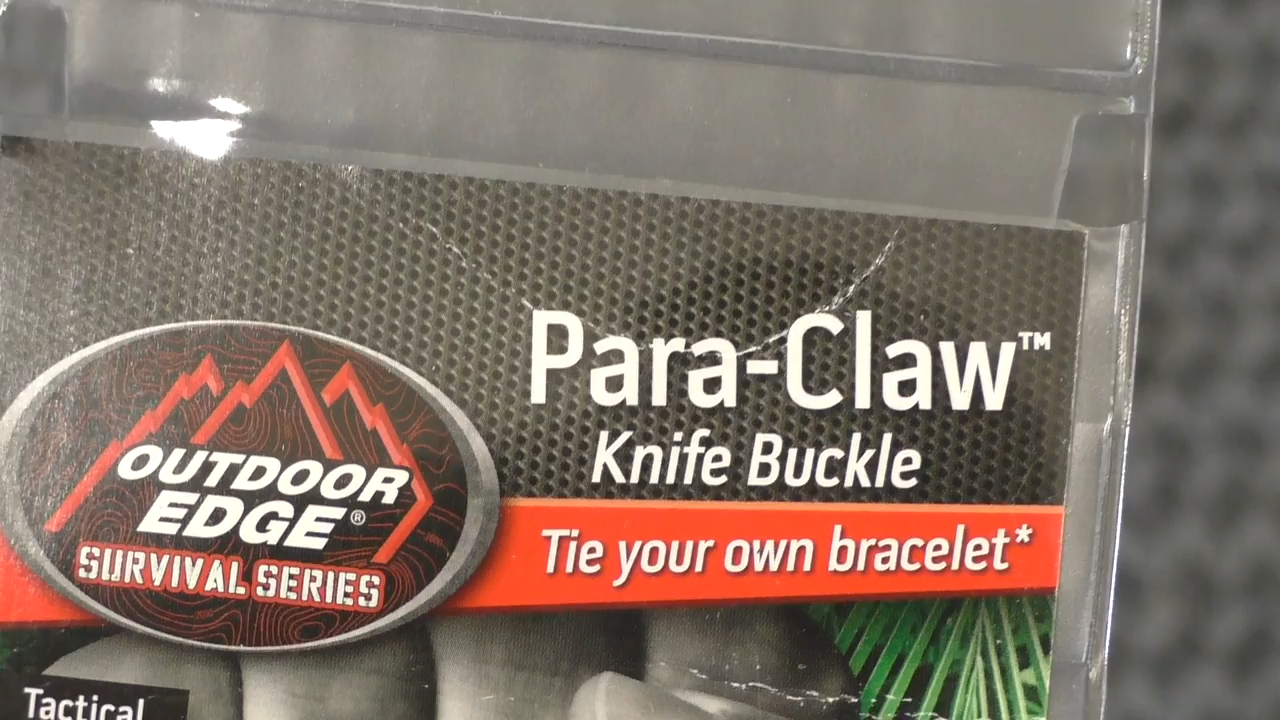 Para-Claw™
Knife Buckle
OUTDOOR
EDGE®
SURVIVAL SERIES
Tie your own bracelet*
Tactical